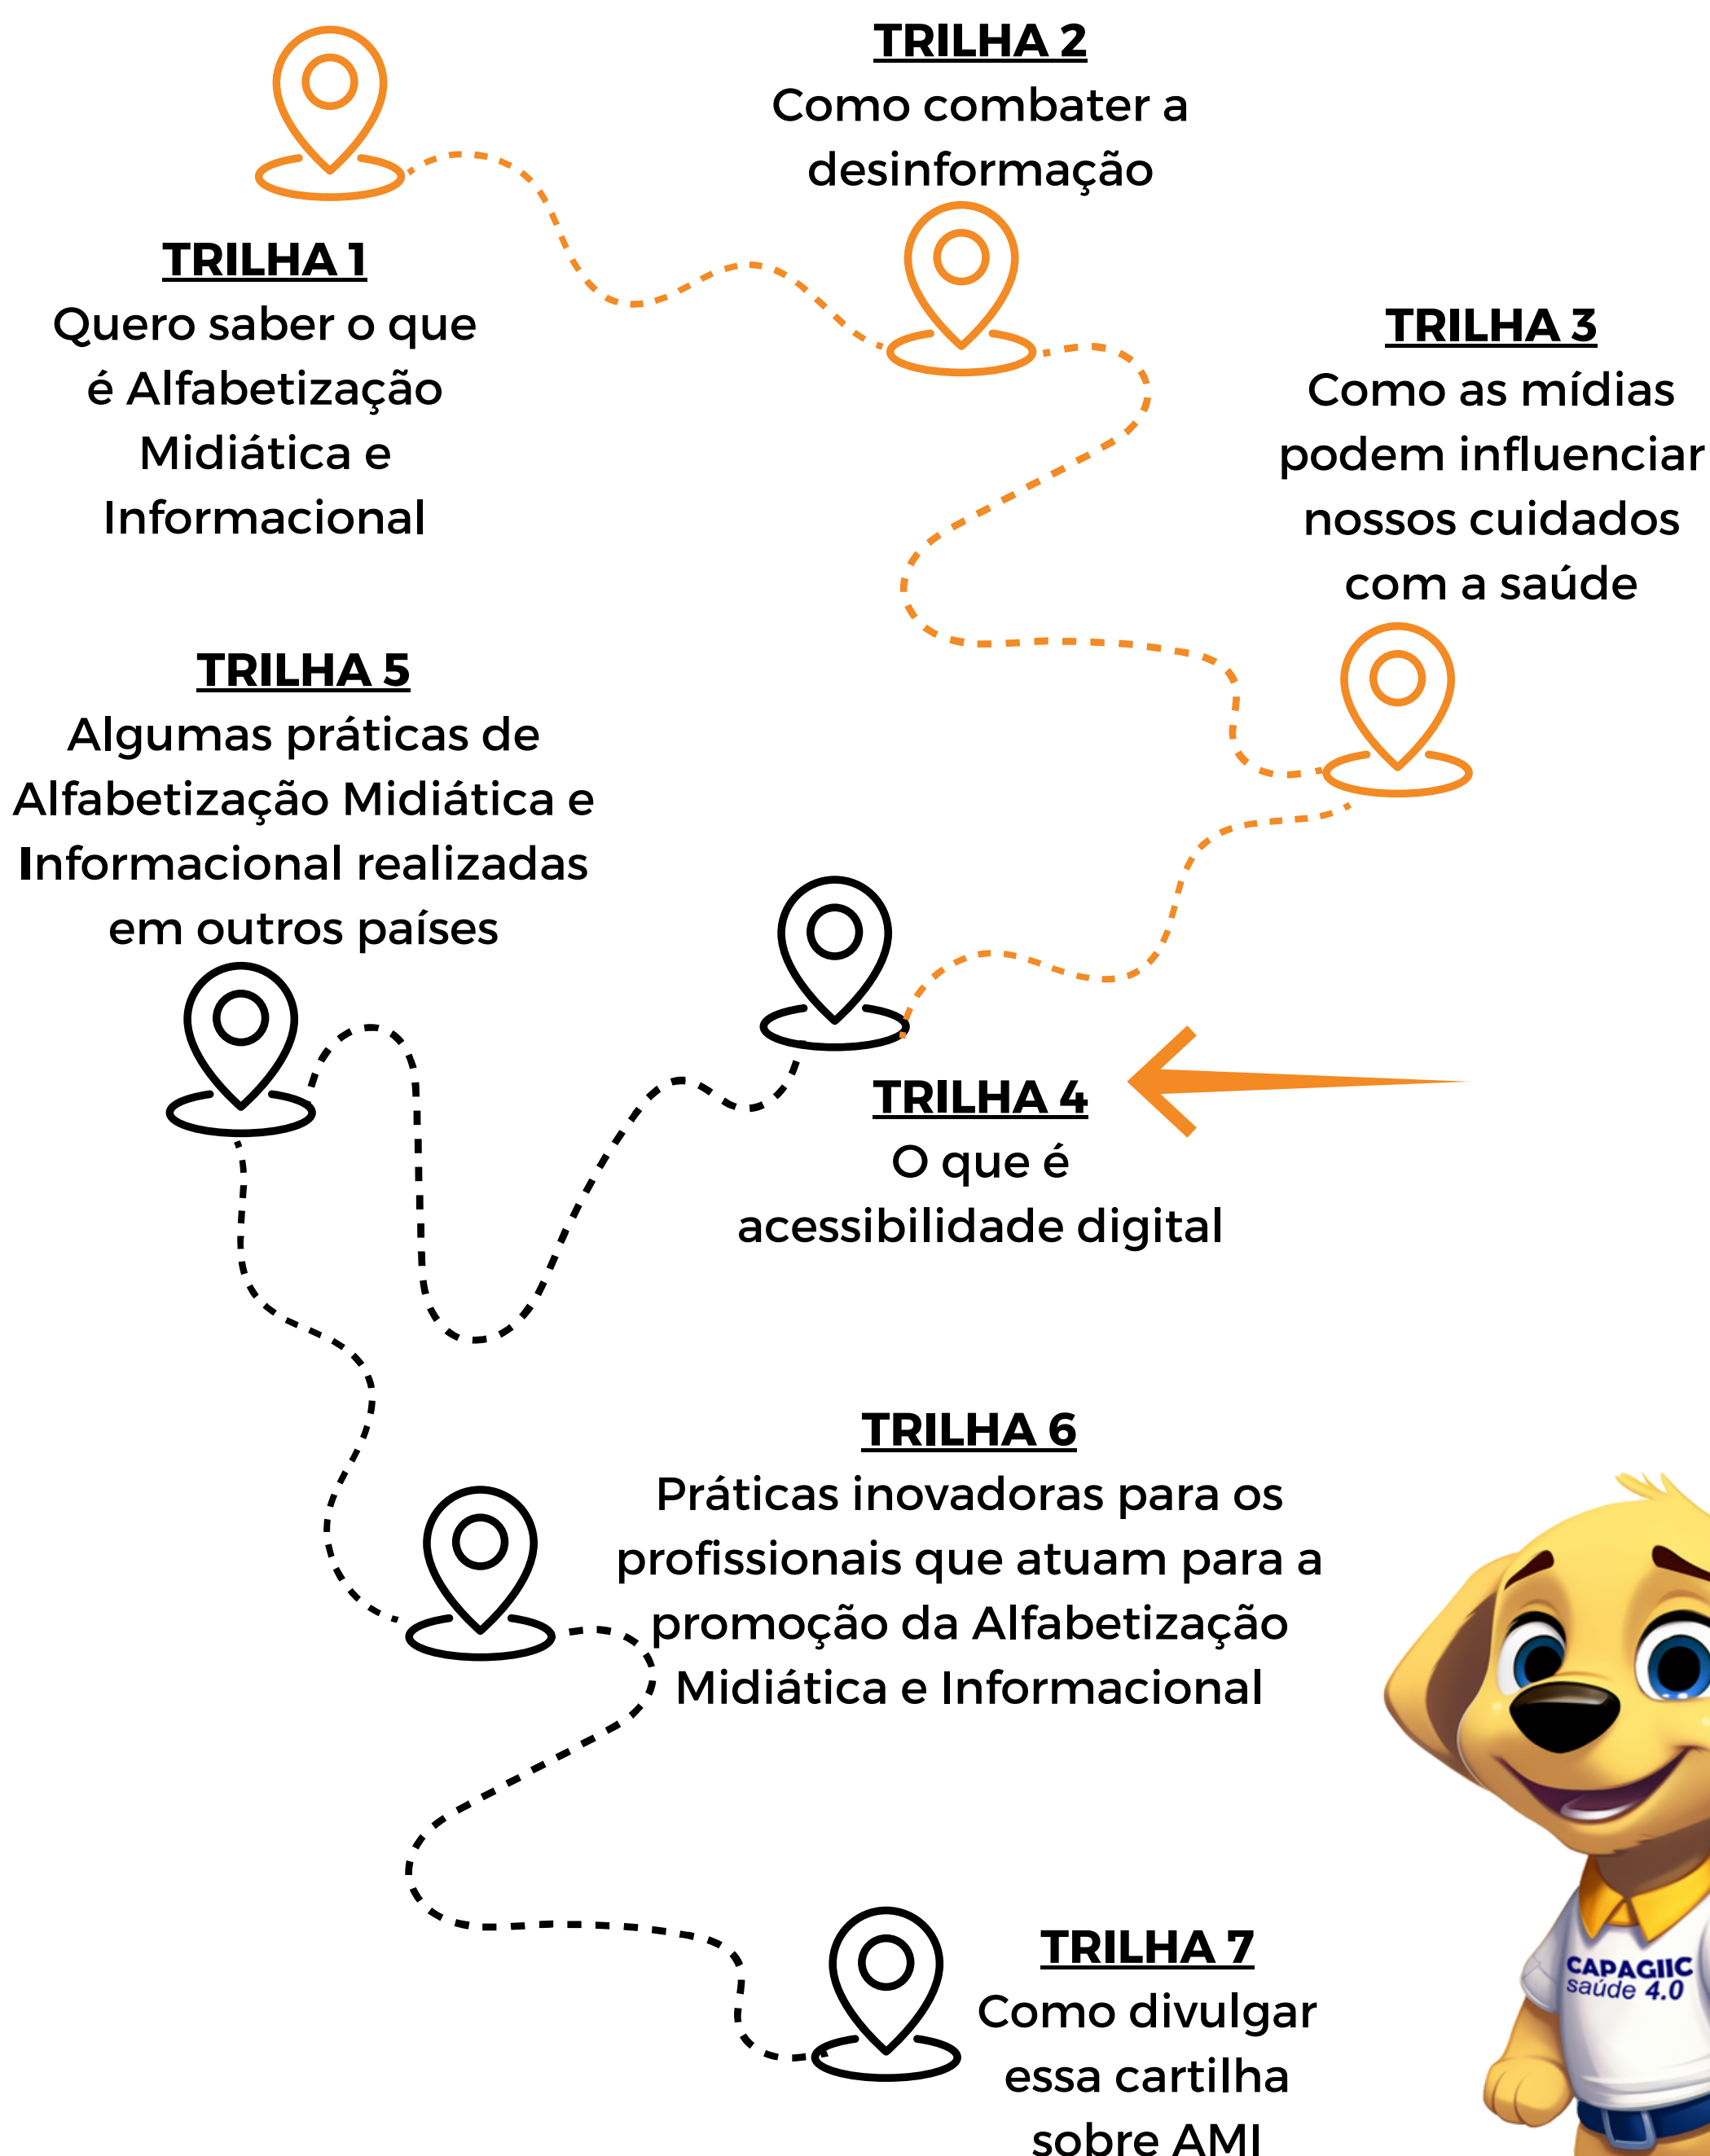 TRILHA 1
Quero saber o que
é Alfabetização
Midiática e
Informacional
TRILHA 2
Como combater a
desinformação
TRILHA 3
Como as mídias
podem influenciar
nossos cuidados
com a saúde
TRILHA 4
O que é
acessibilidade digital
TRILHA 5
Algumas práticas de
Alfabetização Midiática e
Informacional realizadas
em outros países
TRILHA 6
Práticas inovadoras para os
profissionais que atuam para a
promoção da Alfabetização
Midiática e Informacional
TRILHA 7
Como divulgar
essa cartilha
sobre AMI
CAPAGIIC
saúde 4.0